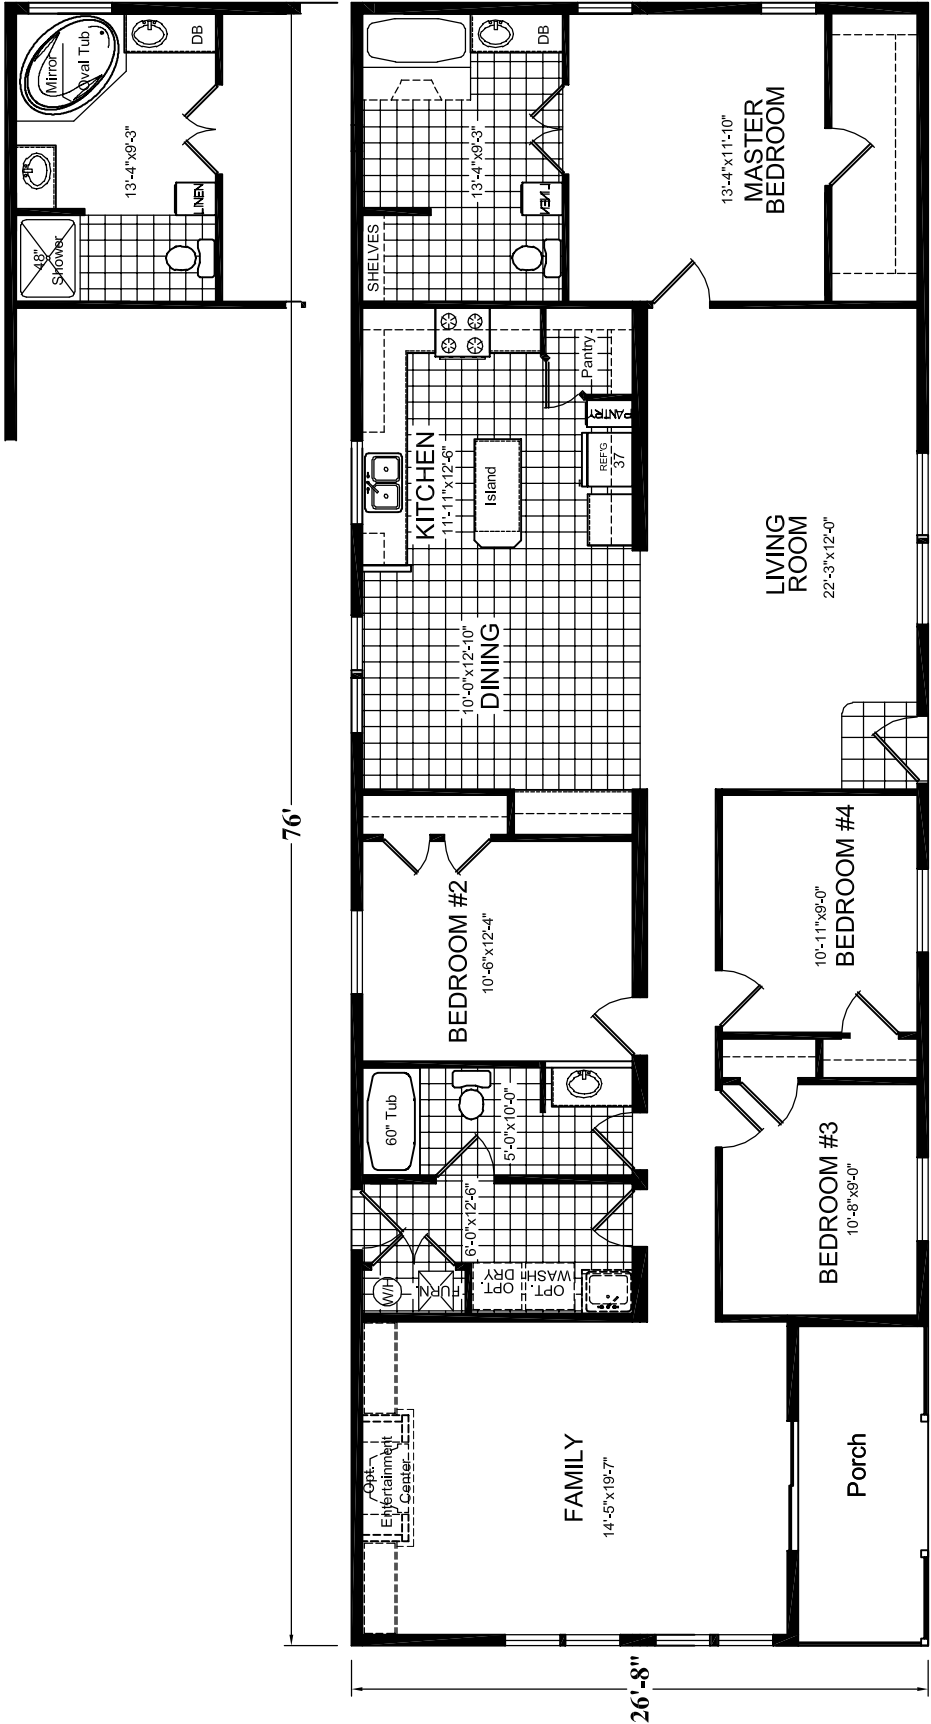 Mirror
Oval Tub
DB
13'-4"x9'-3"
LINEN
48"
Shower
76'
26'-8"
DB
13'-4"x9'-3"
LINEN
SHELVES
13'-4"x11'-10"
MASTER
BEDROOM
Pantry
PANTRY
REF'G
37
KITCHEN
11'-11"x12'-6"
Island
LIVING
ROOM
22'-3"x12'-0"
10'-0"x12'-10"
DINING
BEDROOM #2
10'-6"x12'-4"
10'-11"x9'-0"
BEDROOM #4
60" Tub
5'-0"x10'-0"
6'-0"x12'-6"
W/H
FURN.
OPT.
DRY
OPT.
WASH
BEDROOM #3
10'-8"x9'-0"
Opt.
Entertainment
Center
FAMILY
14'-5"x19'-7"
Porch